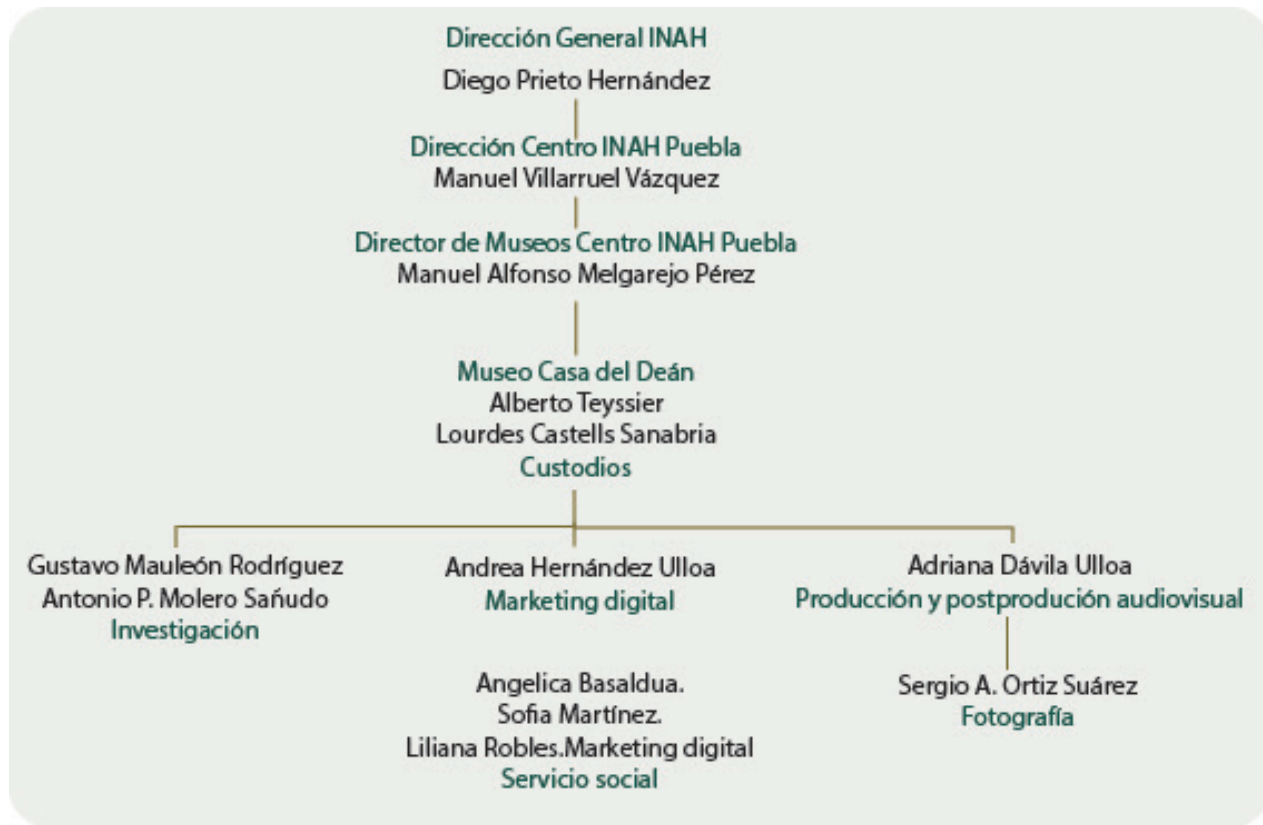 Dirección General INAH
Diego Prieto Hernández
Dirección Centro INAH Puebla
Manuel Villarruel Vázquez
Director de Museos Centro INAH Puebla
Manuel Alfonso Melgarejo Pérez
Museo Casa del Deán
Alberto Teyssier
Lourdes Castells Sanabria
Custodios
Gustavo Mauleón Rodríguez
Antonio P. Molero Sañudo
Investigación
Andrea Hernández Ulloa
Marketing digital
Adriana Dávila Ulloa
Producción y postprodución audiovisual
Angelica Basaldua.
Sofia Martínez.
Liliana Robles.Marketing digital
Servicio social
Sergio A. Ortiz Suárez
Fotografía